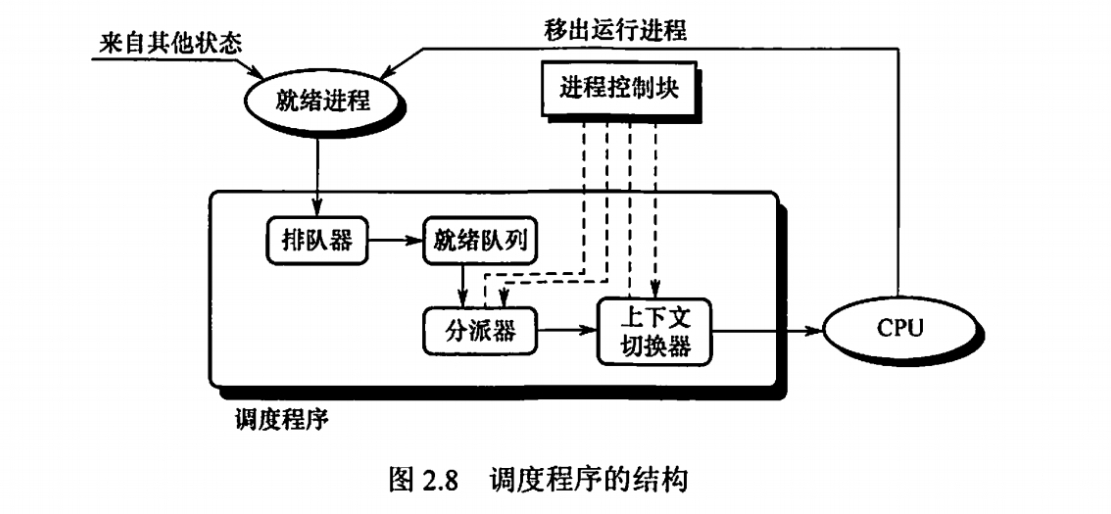 移出运行进程
来自其他状态
进程控制块
就绪进程
排队器
就绪队列
分派器
上下文
切换器
CPU
调度程序
图 2.8 调度程序的结构